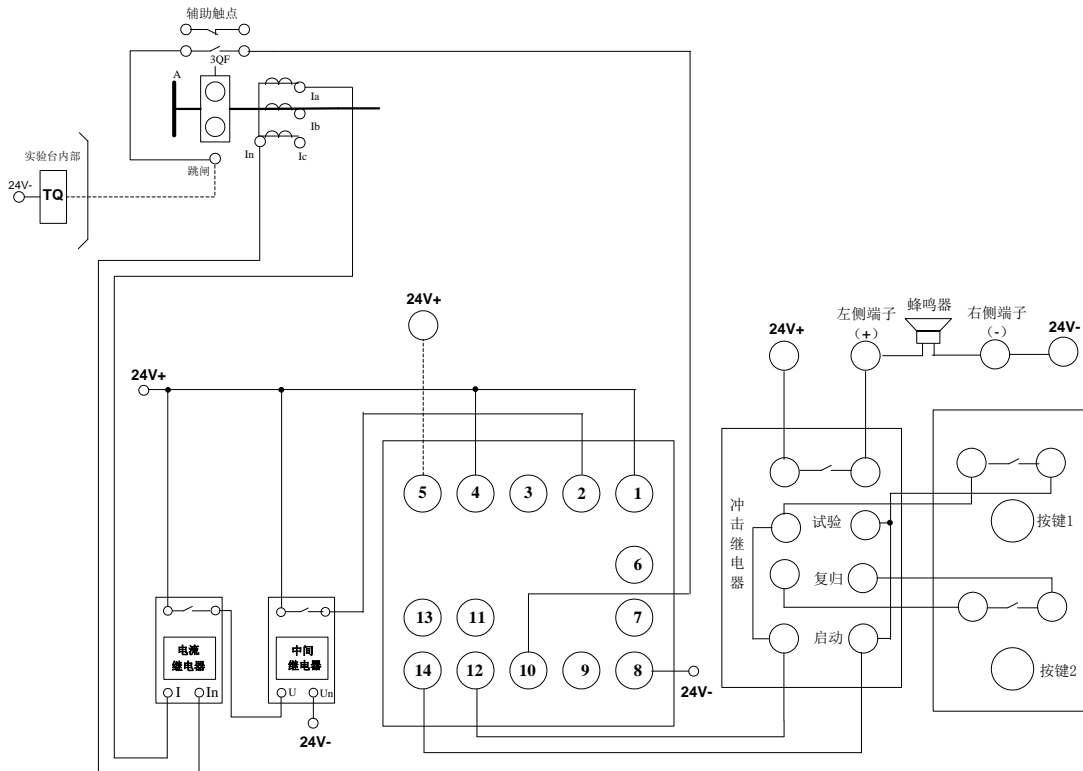 辅助触点
3QF
A
Ia
Ib
In
Ic
实验台内部
跳闸
24V-
TQ
24V+
蜂鸣器
左侧端子
(+)
右侧端子
(-)
24V+
24V-
24V+
5
4
3
2
1
冲击继电器
试验
按键1
6
复归
13
11
7
启动
电流
继电器
中间
继电器
14
12
10
9
8
按键2
I
In
U
Un
24V-
24V-